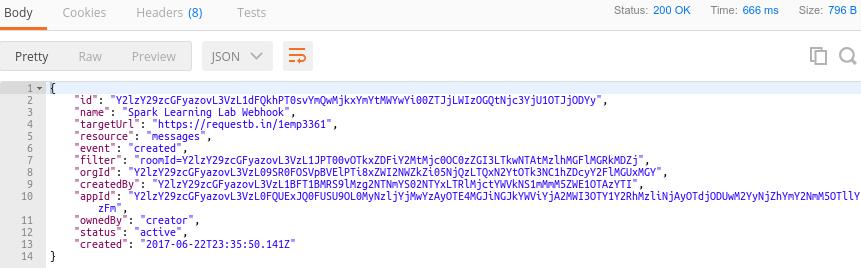 Body Cookies Headers (8) Tests Status: 200 OK Time: 666 ms Size: 796 B
Pretty Raw Preview JSON
1 {
2 "id": "Y2lzY29zcGFyazovL3VzL1dFQkhPT0svYmQwMjkxYmYtMWYwYi00ZTJjLWIzOGQtNjc3YjU1OTJjODYy",
3 "name": "Spark Learning Lab Webhook",
4 "targetUrl": "https://requestb.in/1emp3361",
5 "resource": "messages",
6 "event": "created",
7 "filter": "roomId=Y2lzY29zcGFyazovL3VzL1JPT00vOTkxZDFiY2MtMjc0OC0zZGI3LTkwNTAtMzlhMGFlMGRkMDZj",
8 "orgId": "Y2lzY29zcGFyazovL3VzL09SR0FOSVpBVElPTi8xZWI2NWZkZi05NjQzLTQxN2YtOTk3NC1hZDcyY2FlMGUxMGY",
9 "createdBy": "Y2lzY29zcGFyazovL3VzL1BFT1BMRS9lMzg2NTNmYS02NTYxLTRlMjctYWVkNS1mMmM5ZWE1OTAzYTI",
10 "appId": "Y2lzY29zcGFyazovL3VzL0FQUExJQ0FUSU9OL0MyNzljYjMwYzAyOTE4MGJiNGJkYWViYjA2MWI3OTY1Y2RhMzliNjAyOTdjODUwM2YyNjZhYmY2NmM5OTllYzFm",
11 "ownedBy": "creator",
12 "status": "active",
13 "created": "2017-06-22T23:35:50.141Z"
14 }